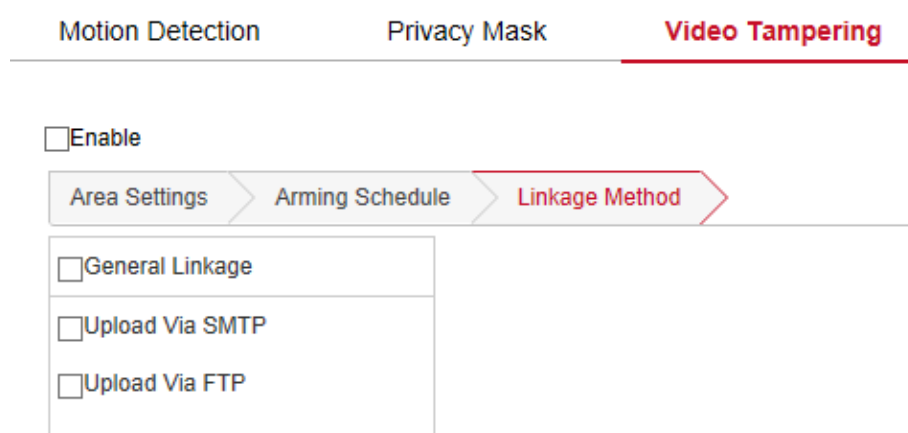 Motion Detection Privacy Mask Video Tampering
Enable
Area Settings Arming Schedule Linkage Method
General Linkage
Upload Via SMTP
Upload Via FTP